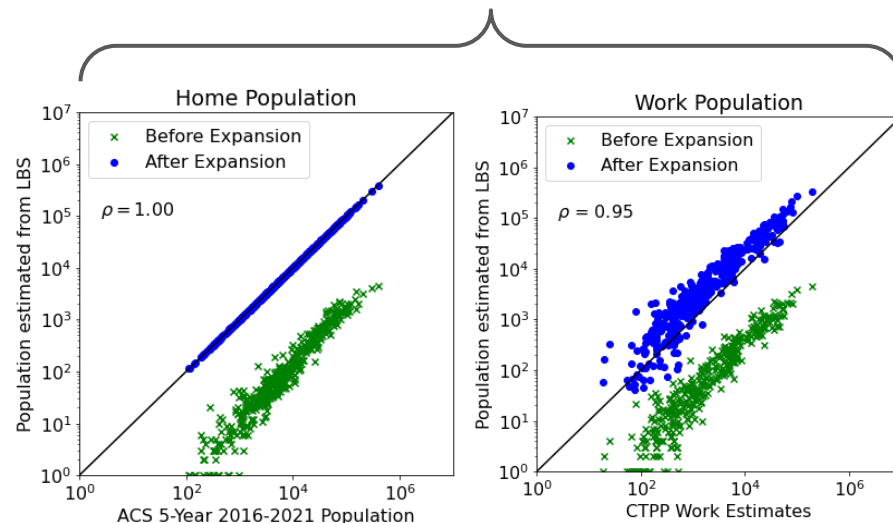 Home Population
Population estimated from LBS
10^7
10^6
10^5
10^4
10^3
10^2
10^1
10^0
Before Expansion
After Expansion
ρ = 1.00
10^0
10^2
10^4
10^6
ACS 5-Year 2016-2021 Population
Work Population
Population estimated from LBS
10^7
10^6
10^5
10^4
10^3
10^2
10^1
10^0
Before Expansion
After Expansion
ρ = 0.95
10^0
10^2
10^4
10^6
CTPP Work Estimates